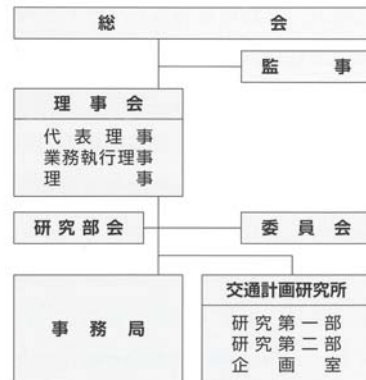 総会
監事
理事会
代表理事
業務執行理事
理事
研究部会
委員会
事務局
交通計画研究所
研究第一部
研究第二部
企画室